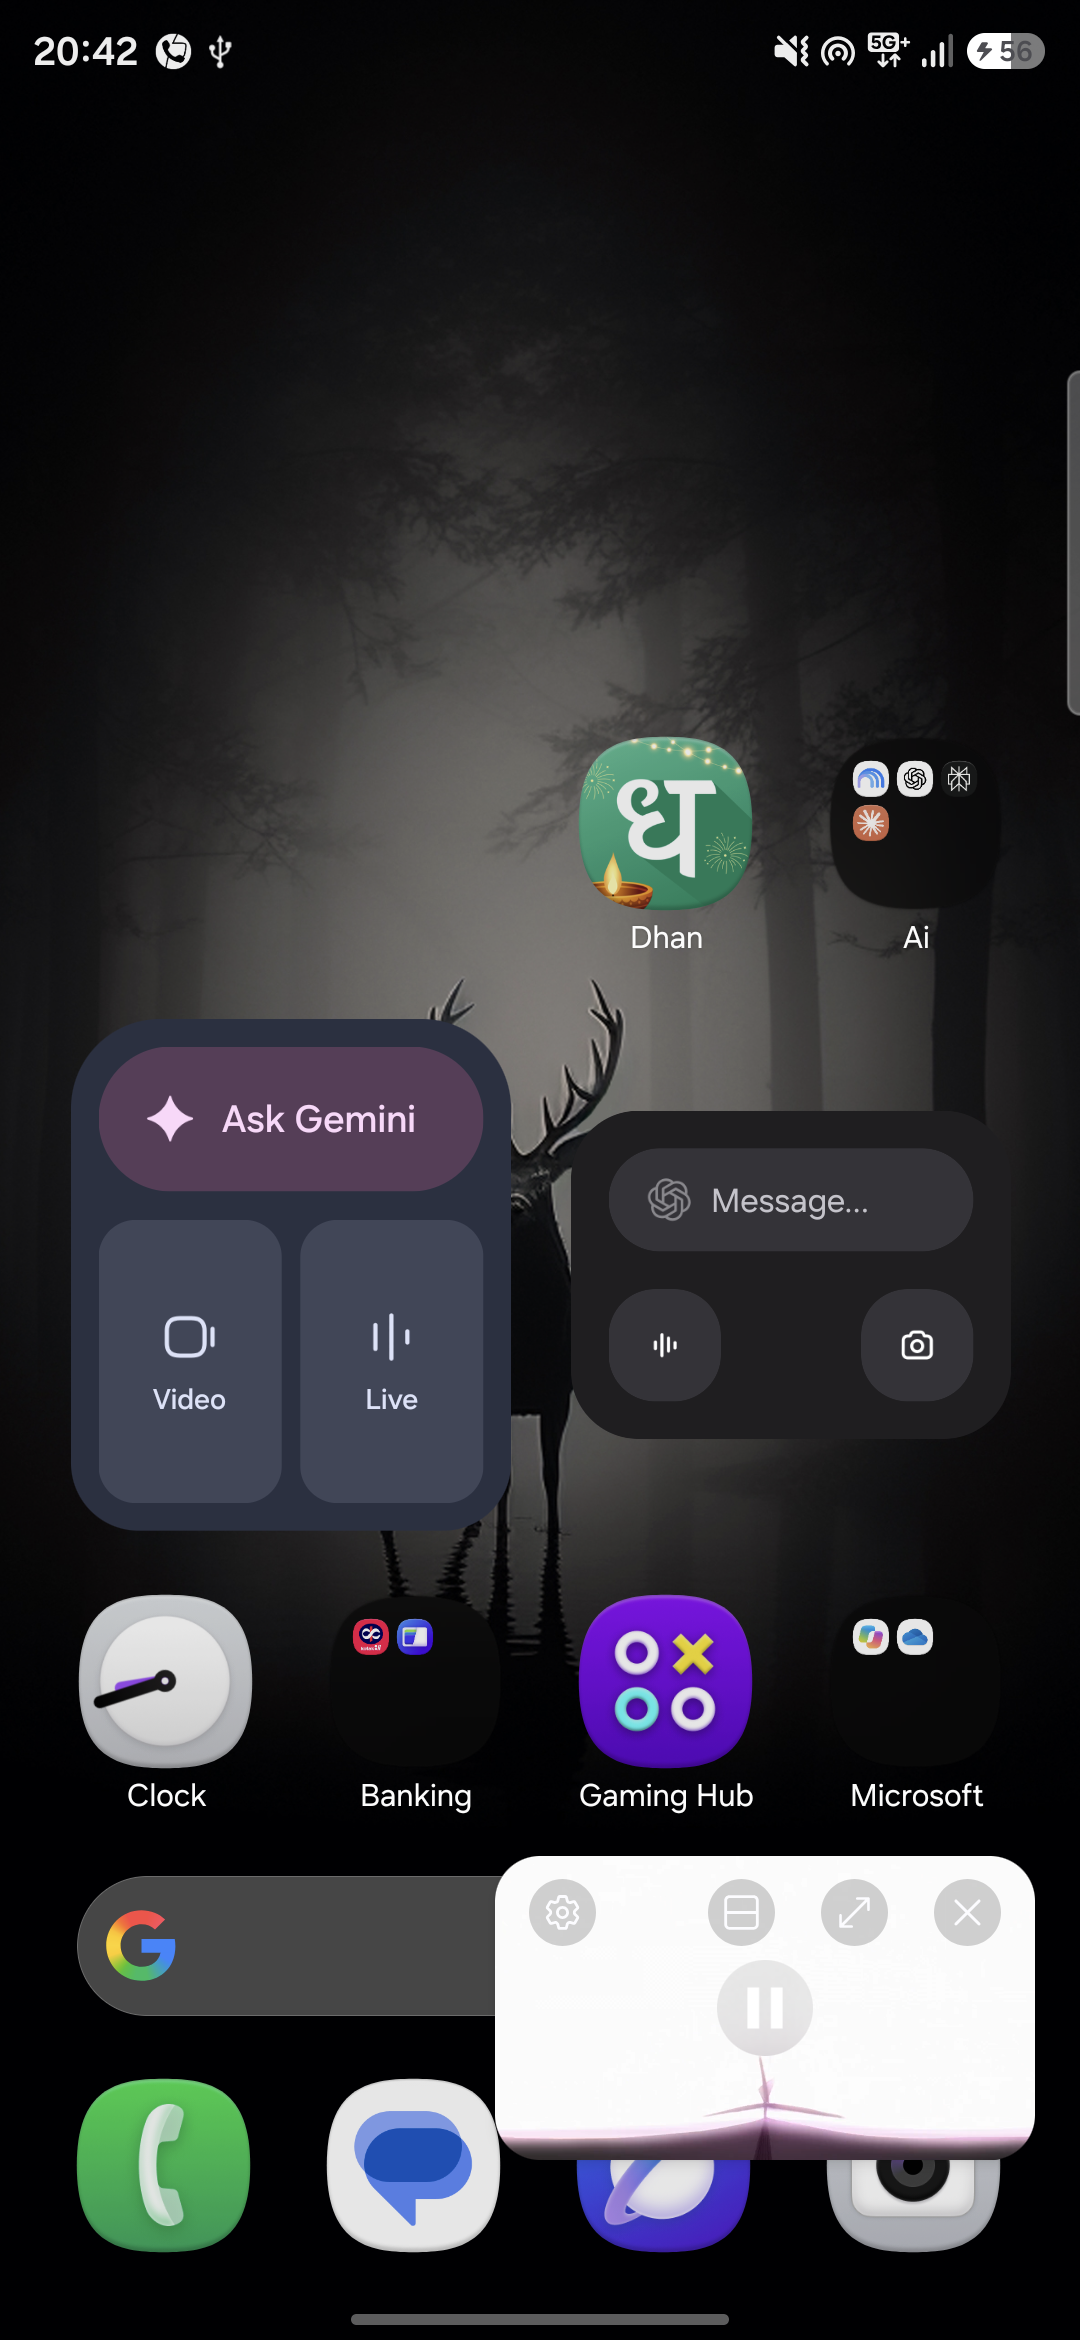 20:42
5G+
56
ध
Dhan
Ai
Ask Gemini
Message...
Video
Live
Clock
Banking
Gaming Hub
Microsoft